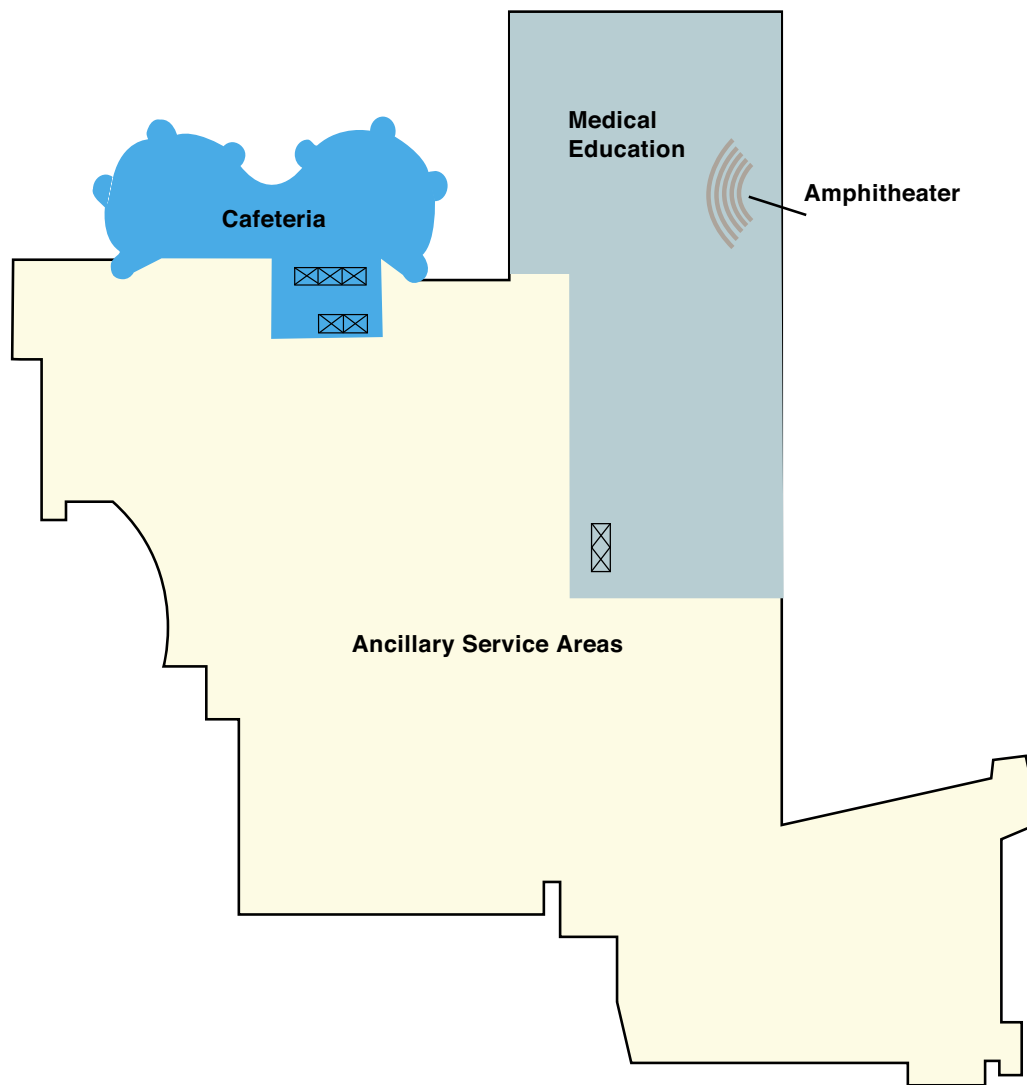 Medical
Education
Amphitheater
Cafeteria
Ancillary Service Areas